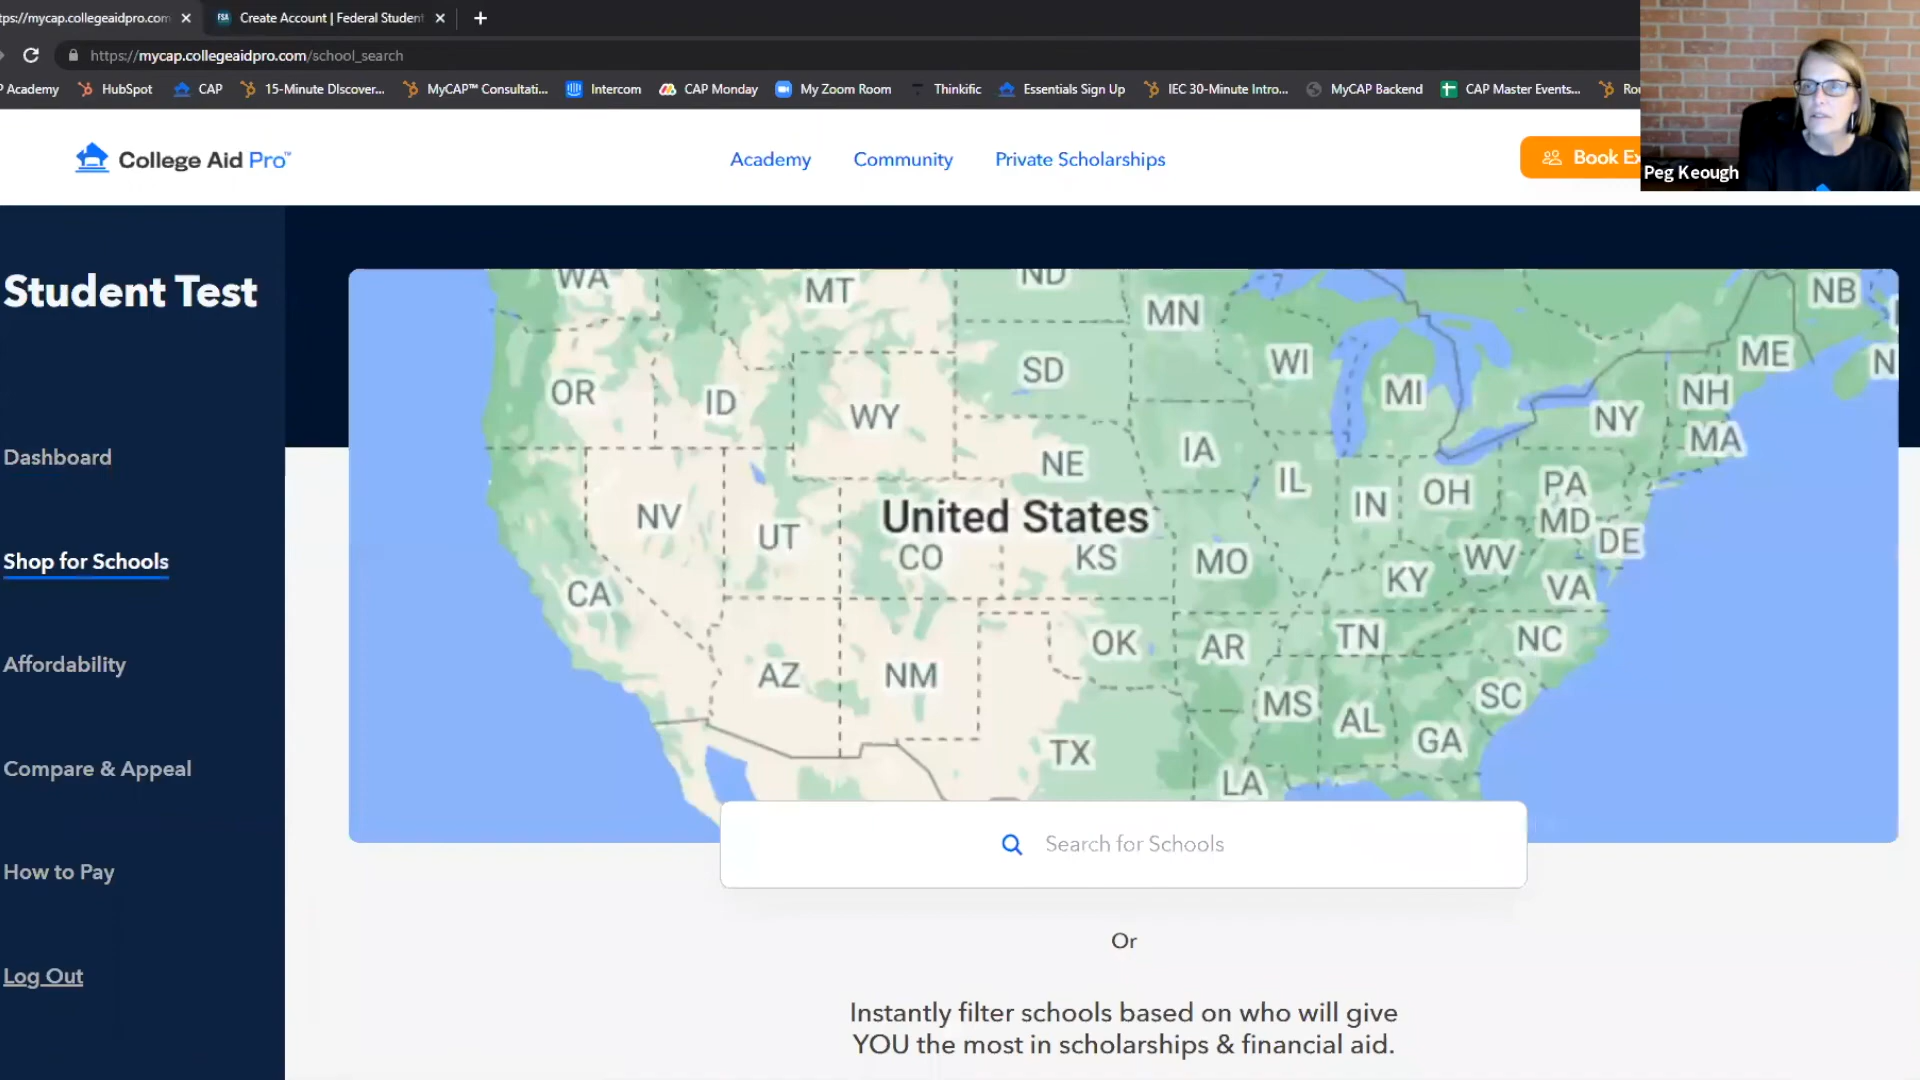 tps://mycap.collegeaidpro.com
Create Account | Federal Student
https://mycap.collegeaidpro.com/school_search
Academy
HubSpot
CAP
15-Minute DIscover...
MyCAP™ Consultati...
Intercom
CAP Monday
My Zoom Room
Thinkific
Essentials Sign Up
IEC 30-Minute Intro...
MyCAP Backend
CAP Master Events...
Rou
College Aid Pro™
Academy
Community
Private Scholarships
Book Ex
Peg Keough
Student Test
Dashboard
Shop for Schools
Affordability
Compare & Appeal
How to Pay
Log Out
WA
MT
ND
MN
NB
OR
ID
WY
SD
WI
MI
ME
NH
NY
MA
NE
IA
IL
IN
OH
PA
MD
DE
NV
UT
United States
CO
KS
MO
KY
WV
VA
CA
AZ
NM
OK
AR
TN
NC
MS
AL
SC
GA
TX
LA
Search for Schools
Or
Instantly filter schools based on who will give
YOU the most in scholarships & financial aid.